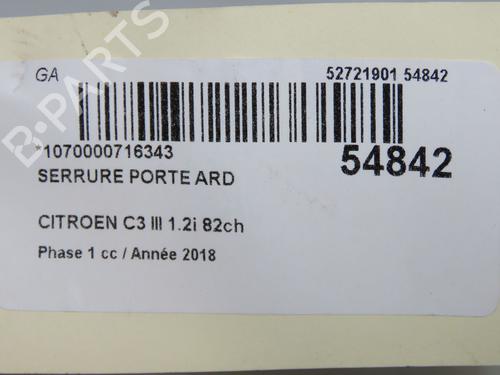 GA 52721901 54842
*1070000716343 54842
SERRURE PORTE ARD
CITROEN C3 III 1.2i 82ch
Phase 1 cc / Année 2018
B-PARTS